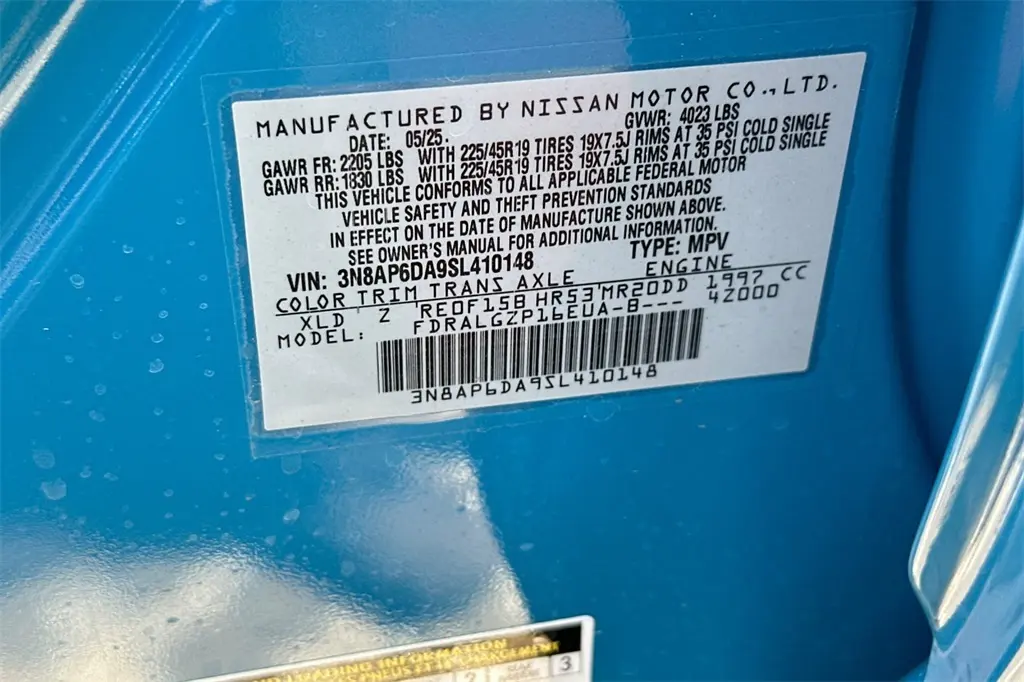 MANUFACTURED BY NISSAN MOTOR CO., LTD.
DATE: 05/25. GVWR: 4023 LBS
GAWR FR: 2205 LBS WITH 225/45R19 TIRES 19X7.5J RIMS AT 35 PSI COLD SINGLE
GAWR RR: 1830 LBS WITH 225/45R19 TIRES 19X7.5J RIMS AT 35 PSI COLD SINGLE
THIS VEHICLE CONFORMS TO ALL APPLICABLE FEDERAL MOTOR
VEHICLE SAFETY AND THEFT PREVENTION STANDARDS
IN EFFECT ON THE DATE OF MANUFACTURE SHOWN ABOVE.
SEE OWNER'S MANUAL FOR ADDITIONAL INFORMATION.
VIN: 3N8AP6DA9SL410148 TYPE: MPV
COLOR TRIM TRANS AXLE ENGINE
XLD Z RE0F15B HR53 MR20DD 1997 CC
MODEL: FDRALGZP16EUA-B--- 4Z000
3N8AP6DA9SL410148
LOADING INFORMATION
3